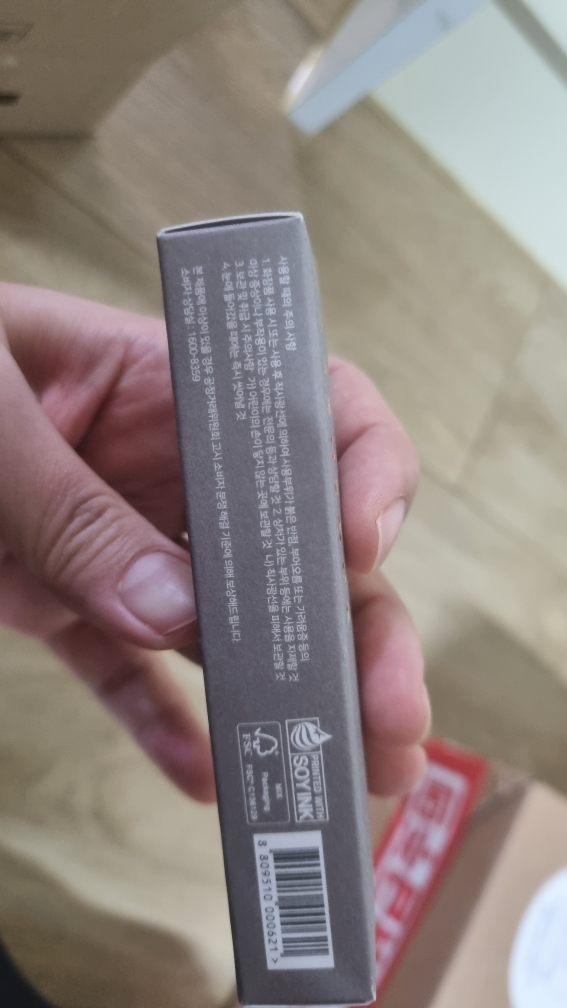 사용할 때의 주의 사항
1. 화장품 사용 시 또는 사용 후 직사광선에 의하여 사용부위가 붉은 반점, 부어오름 또는 가려움증 등의
이상 증상이나 부작용이 있는 경우에는 전문의 등과 상담할 것 2. 상처가 있는 부위 등에는 사용을 자제할 것
3. 보관 및 취급 시 주의사항 가) 어린이의 손이 닿지 않는 곳에 보관할 것 나) 직사광선을 피해서 보관할 것
4. 눈에 들어갔을 때에는 즉시 씻어낼 것
본 제품에 이상이 있을 경우 공정거래위원회 고시 소비자 분쟁 해결 기준에 의해 보상해드립니다.
소비자 상담실 : 1600-8359
PRINTED WITH
SOY INK
MIX
Packaging
FSC
8 809510 000621 >